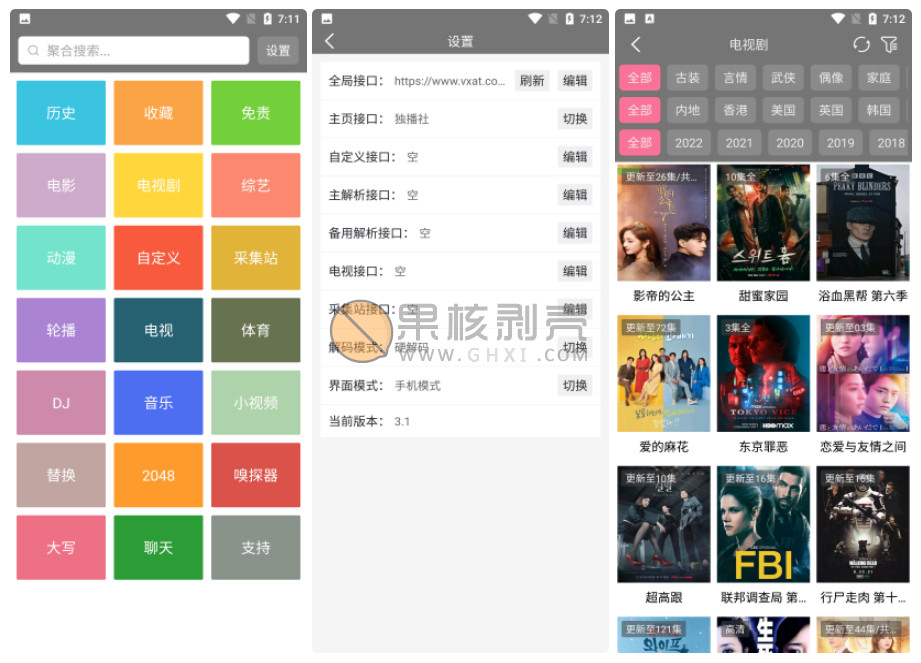 7:11
聚合搜索...
设置
历史
收藏
免责
电影
电视剧
综艺
动漫
自定义
采集站
轮播
电视
体育
DJ
音乐
小视频
替换
2048
嗅探器
大写
聊天
支持
7:12
设置
全局接口： https://www.vxat.co... 刷新 编辑
主页接口： 独播社 切换
自定义接口： 空 编辑
主解析接口： 空 编辑
备用解析接口： 空 编辑
电视接口： 空 编辑
采集站接口： 空 编辑
解码模式： 硬解码 切换
界面模式： 手机模式 切换
当前版本： 3.1
果核剥壳
WWW.GHXI.COM
A
7:12
电视剧
全部 古装 言情 武侠 偶像 家庭
全部 内地 香港 美国 英国 韩国
全部 2022 2021 2020 2019 2018
更新至26集/共...
10集全
스위트홈
6集全
PEAKY BLINDERS
影帝的公主
甜蜜家园
浴血黑帮 第六季
更新至72集
3集全
TOKYO VICE
HBOMAX
更新至03集
爱的麻花
东京罪恶
恋爱与友情之间
更新至10集
更新至16集
FBI
更新至16集
超高跟
联邦调查局 第...
行尸走肉 第十...
更新至121集
와이프
高清
更新至44集/共...